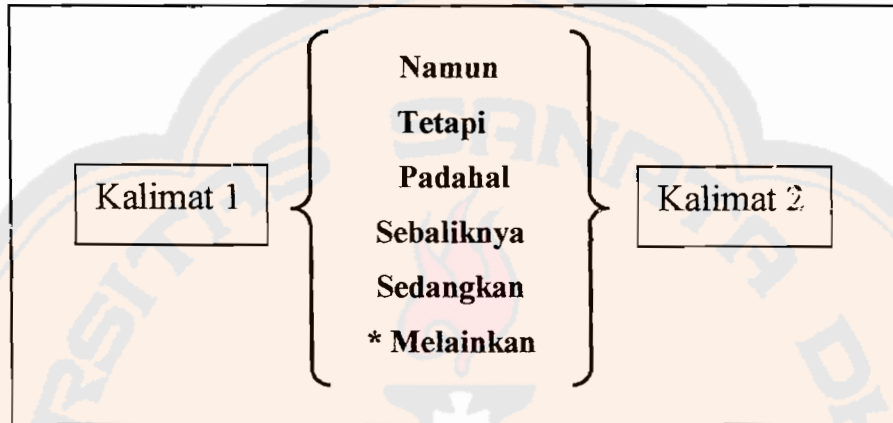 Namun
Tetapi
Padahal
Kalimat 1
Kalimat 2
Sebaliknya
Sedangkan
* Melainkan